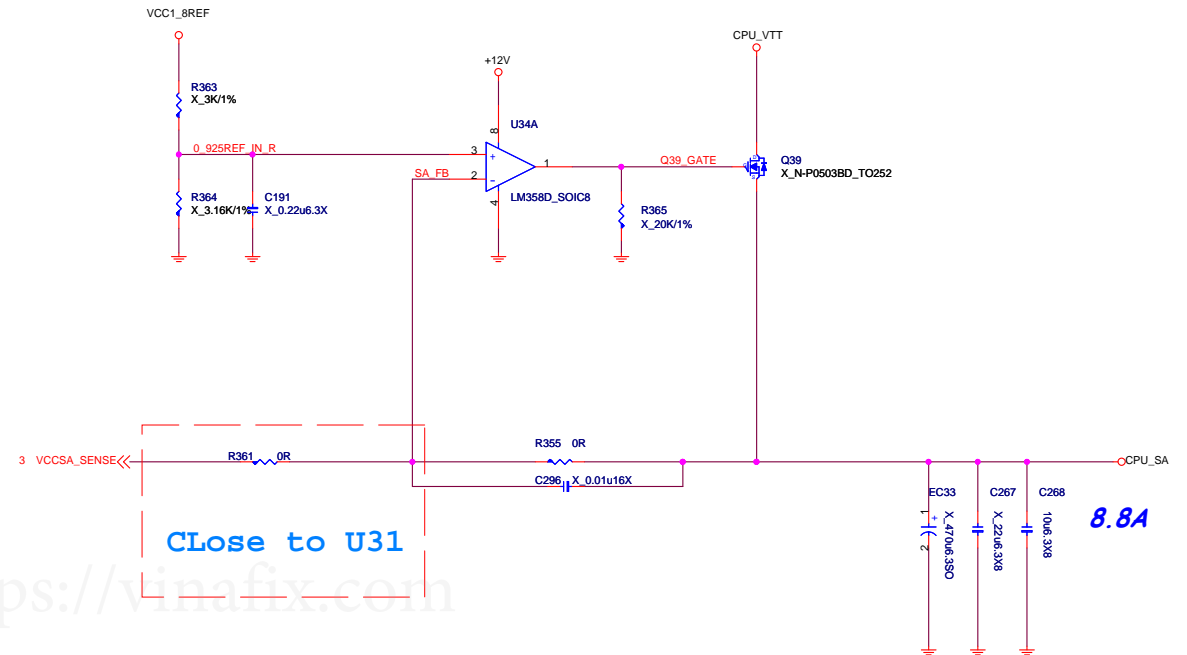 VCC1_8REF
CPU_VTT
+12V
R363
X_3K/1%
U34A
8
0_925REF_IN_R
3
+
1
Q39_GATE
Q39
X_N-P0503BD_TO252
SA_FB
2
-
R364
X_3.16K/1%
C191
X_0.22u6.3X
4
LM358D_SOIC8
R365
X_20K/1%
3 VCCSA_SENSE
R361 0R
R355 0R
CPU_SA
C296 X_0.01u16X
EC33
C267
C268
1
+
2
X_470u6.3SO
X_22u6.3X8
10u6.3X8
8.8A
CLose to U31
ps://vinafix.com